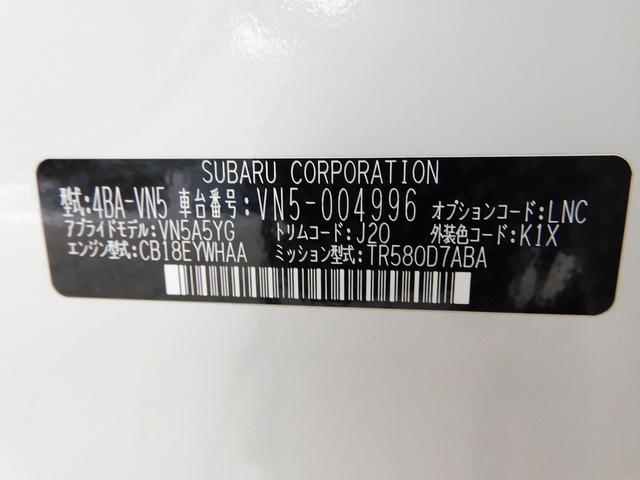 SUBARU CORPORATION
型式:4BA-VN5 車台番号:VN5-004996 オプションコード:LNC
アプライドモデル:VN5A5YG トリムコード:J20 外装色コード:K1X
エンジン型式:CB18EYWHAA ミッション型式:TR580D7ABA